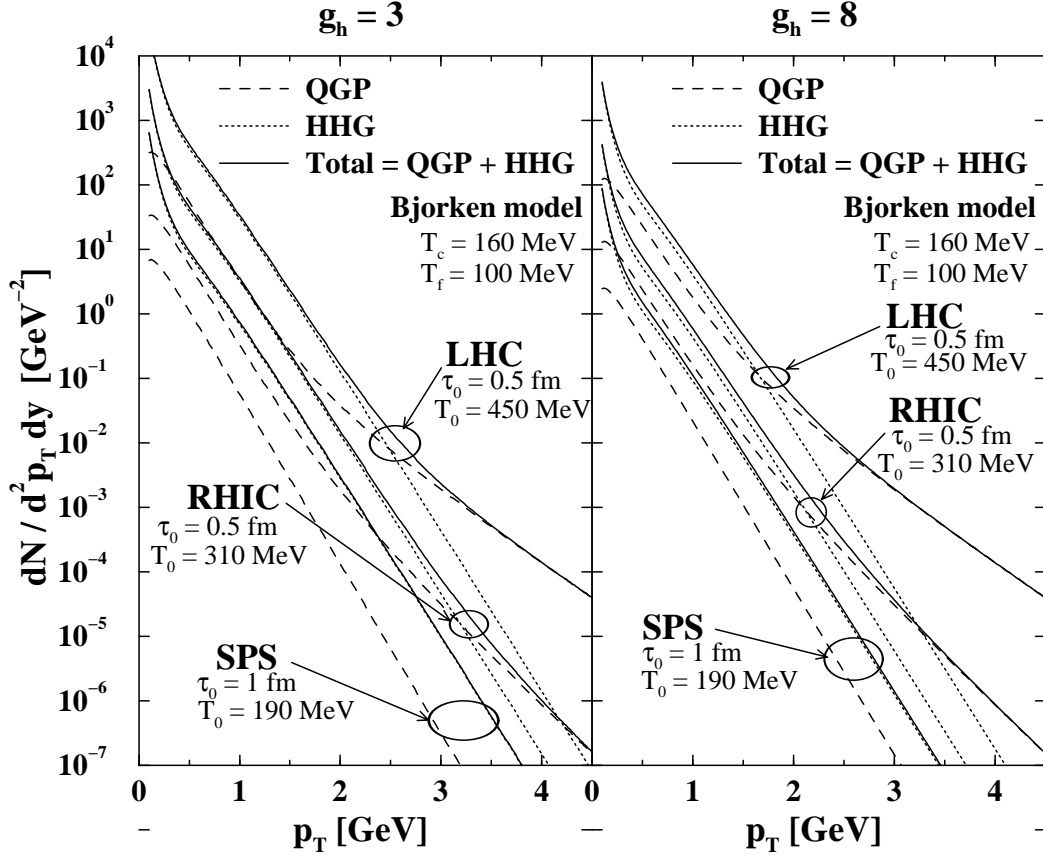 g_h = 3
g_h = 8
dN / d^2 p_T dy [GeV^−2]
10^4
10^3
10^2
10^1
10^0
10^−1
10^−2
10^−3
10^−4
10^−5
10^−6
10^−7
QGP
HHG
Total = QGP + HHG
Bjorken model
T_c = 160 MeV
T_f = 100 MeV
LHC
τ_0 = 0.5 fm
T_0 = 450 MeV
RHIC
τ_0 = 0.5 fm
T_0 = 310 MeV
SPS
τ_0 = 1 fm
T_0 = 190 MeV
0 1 2 3 4
p_T [GeV]
QGP
HHG
Total = QGP + HHG
Bjorken model
T_c = 160 MeV
T_f = 100 MeV
LHC
τ_0 = 0.5 fm
T_0 = 450 MeV
RHIC
τ_0 = 0.5 fm
T_0 = 310 MeV
SPS
τ_0 = 1 fm
T_0 = 190 MeV
0 1 2 3 4
p_T [GeV]